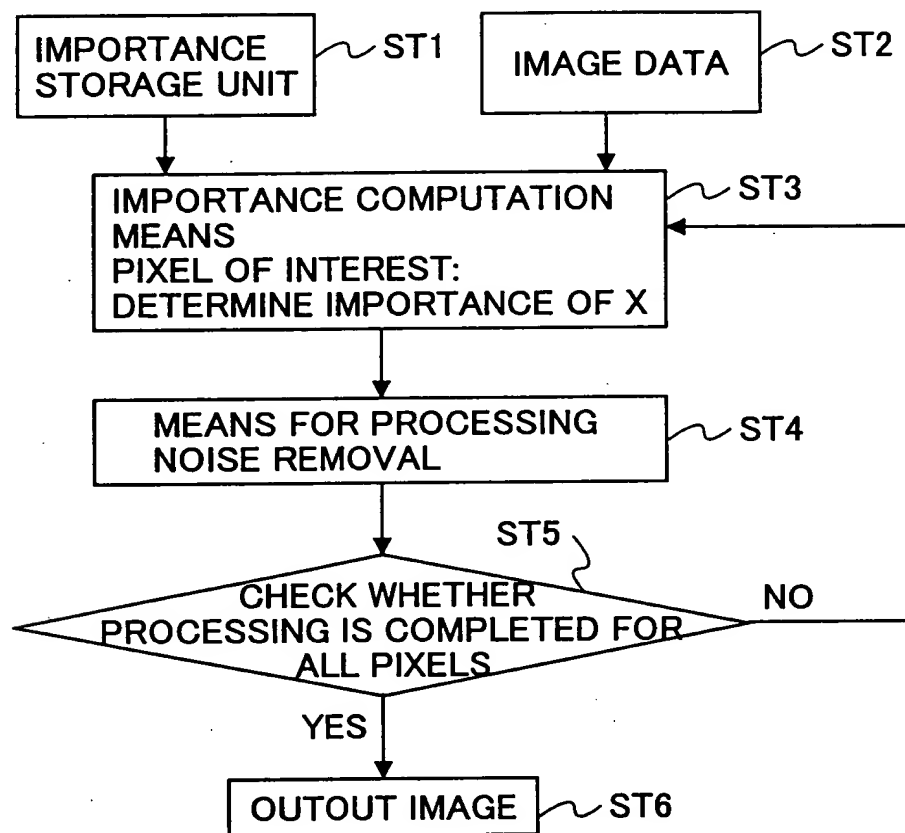 IMPORTANCE
STORAGE UNIT
ST1
IMAGE DATA
ST2
IMPORTANCE COMPUTATION
MEANS
PIXEL OF INTEREST:
DETERMINE IMPORTANCE OF X
ST3
MEANS FOR PROCESSING
NOISE REMOVAL
ST4
ST5
CHECK WHETHER
PROCESSING IS COMPLETED FOR
ALL PIXELS
NO
YES
OUTOUT IMAGE
ST6